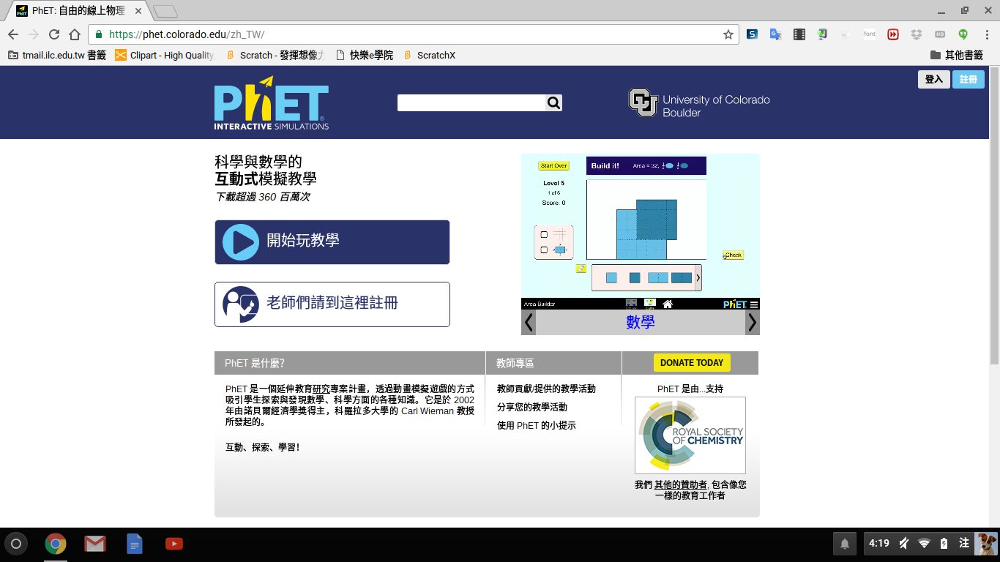 PhET: 自由的線上物理
https://phet.colorado.edu/zh_TW/
font
HD
tmail.ilc.edu.tw 書籤
Clipart - High Quality
Scratch - 發揮想像力
快樂e學院
ScratchX
其他書籤
登入
註冊
PhET
INTERACTIVE SIMULATIONS
CU
University of Colorado
Boulder
科學與數學的
互動式模擬教學
下載超過 360 百萬次
開始玩教學
老師們請到這裡註冊
Start Over
Build it!
Area = 32,
Level 5
1 of 6
Score: 0
Check
Area Builder
PhET
數學
PhET 是什麼?
PhET 是一個延伸教育研究專案計畫，透過動畫模擬遊戲的方式
吸引學生探索與發現數學、科學方面的各種知識。它是於 2002
年由諾貝爾經濟學獎得主，科羅拉多大學的 Carl Wieman 教授
所發起的。
互動、探索、學習！
教師專區
教師貢獻/提供的教學活動
分享您的教學活動
使用 PhET 的小提示
DONATE TODAY
PhET 是由...支持
ROYAL SOCIETY
OF CHEMISTRY
我們 其他的贊助者, 包含像您
一樣的教育工作者
4:19
注